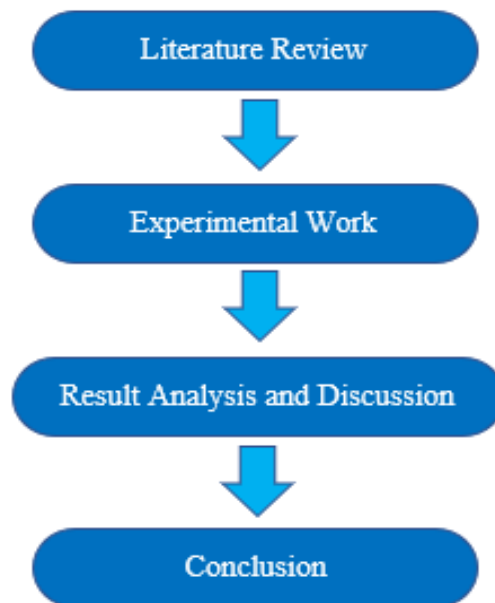 Literature Review
Experimental Work
Result Analysis and Discussion
Conclusion